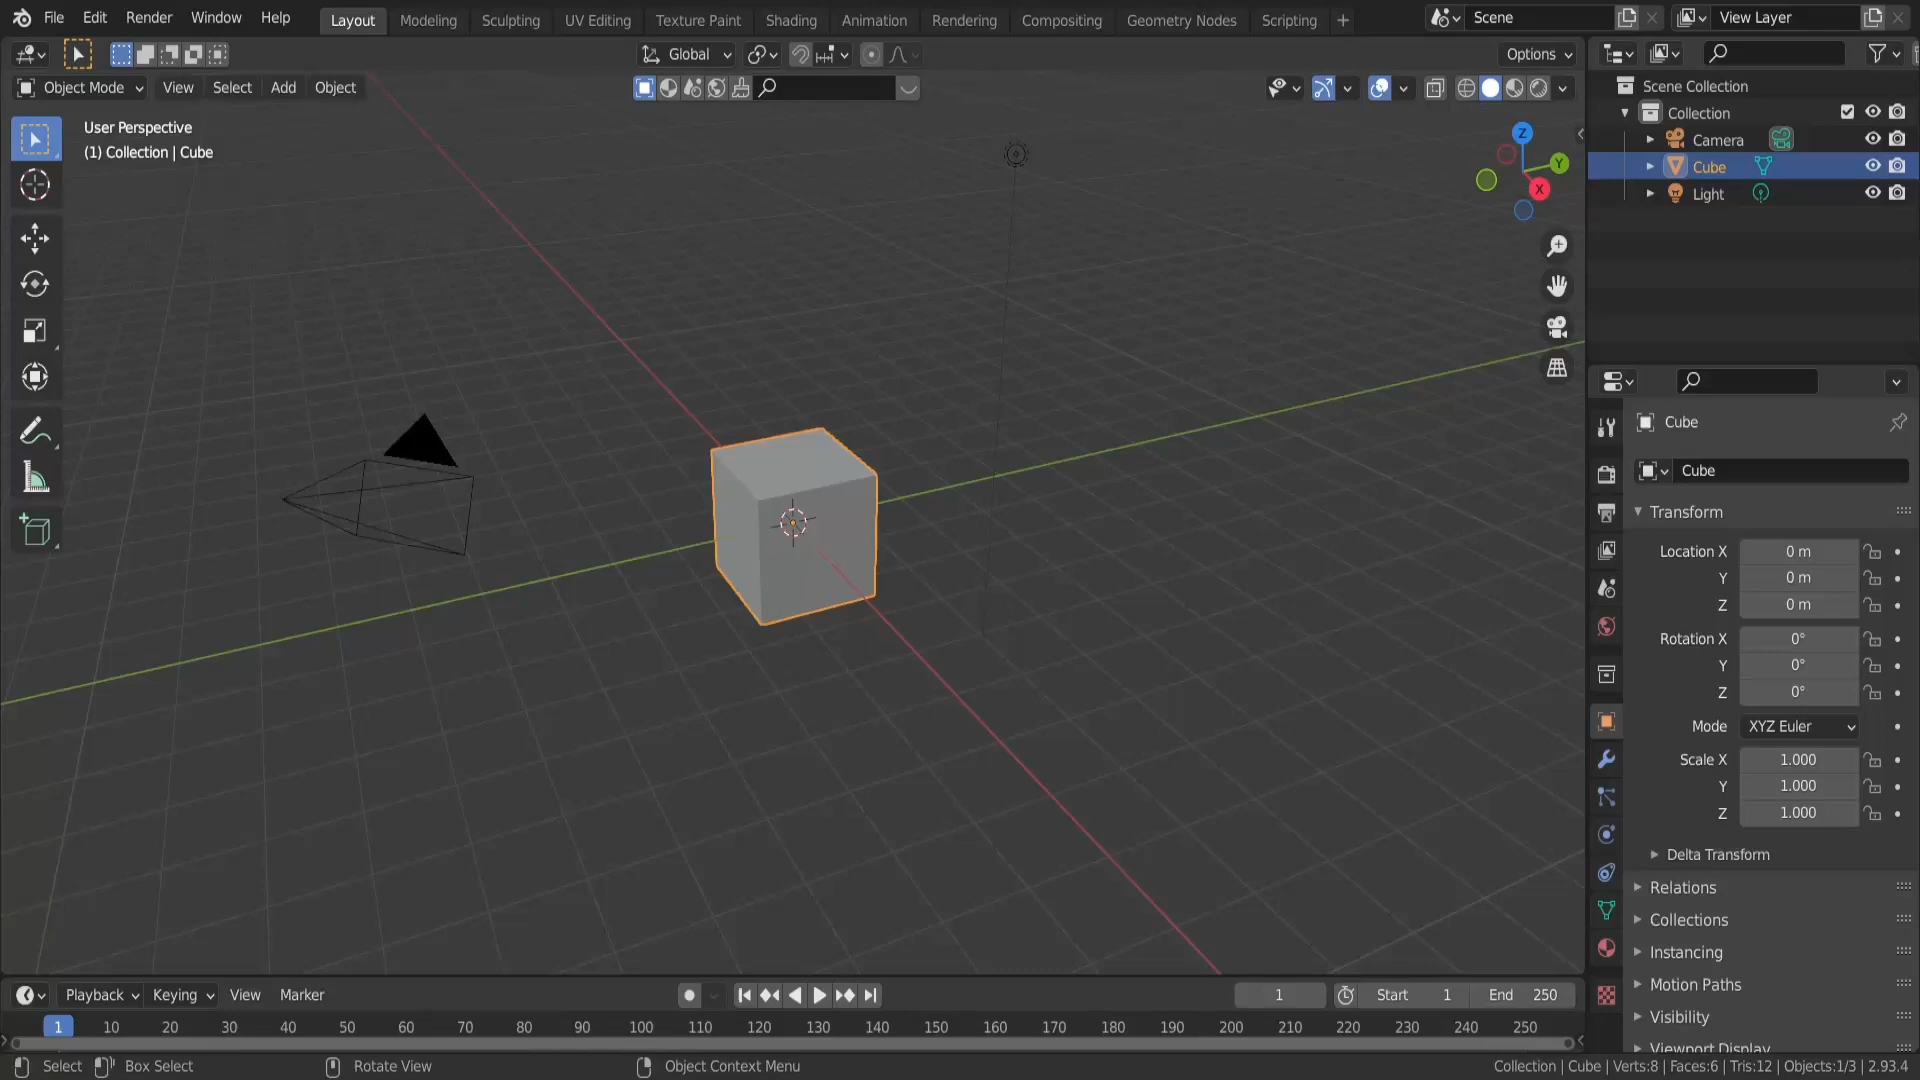 File Edit Render Window Help Layout Modeling Sculpting UV Editing Texture Paint Shading Animation Rendering Compositing Geometry Nodes Scripting + Scene View Layer
Global Options
Object Mode View Select Add Object
User Perspective
(1) Collection | Cube
Z
Y
X
Scene Collection
Collection
Camera
Cube
Light
Cube
Cube
Transform
Location X 0 m
Y 0 m
Z 0 m
Rotation X 0°
Y 0°
Z 0°
Mode XYZ Euler
Scale X 1.000
Y 1.000
Z 1.000
Delta Transform
Relations
Collections
Instancing
Motion Paths
Visibility
Viewport Display
Playback Keying View Marker 1 Start 1 End 250
1 10 20 30 40 50 60 70 80 90 100 110 120 130 140 150 160 170 180 190 200 210 220 230 240 250
Select Box Select Rotate View Object Context Menu Collection | Cube | Verts:8 | Faces:6 | Tris:12 | Objects:1/3 | 2.93.4